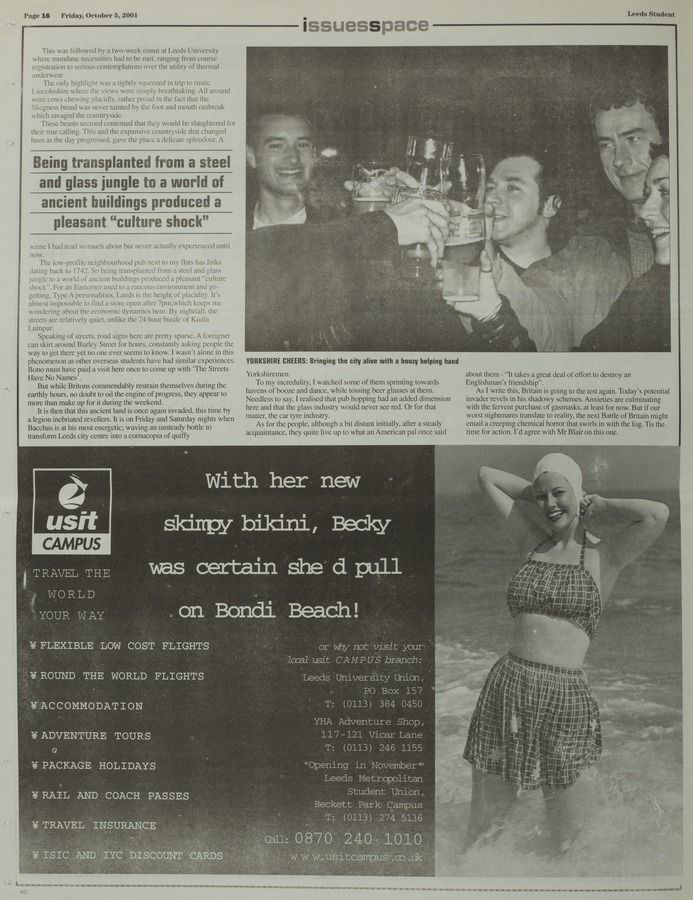 Page 16 Friday, October 5, 2001
Leeds Student
issuesspace
This was followed by a two-week ennui at Leeds University
where mundane necessities had to be met, ranging from course
registration to serious contemplations over the utility of thermal
underwear
The only highlight was a tightly squeezed in trip to rustic
Lincolnshire where the views were simply breathtaking. All around
were cows chewing placidly, rather proud is the fact that the
Skegness breed was never tainted by the foot and mouth outbreak
which ravaged the countryside.
These beasts seemed contented that they would be slaughtered for
their true calling. This and the expansive countryside that changed
hues as the day progressed, gave the place a delicate splendour. A
Being transplanted from a steel
and glass jungle to a world of
ancient buildings produced a
pleasant "culture shock"
scene I had read so much about but never actually experienced until
now.
The low-profile neighbourhood pub next to my flats has links
dating back to 1742. So being transplanted from a steel and glass
jungle to a world of ancient buildings produced a pleasant "culture
shock". For an Easterner used to a raucous environment and go-
getting, Type A personalities, Leeds is the height of placidity. It's
almost impossible to find a store open after 7pm,which keeps me
wondering about the economic dynamics here. By nightfall, the
streets are relatively quiet, unlike the 24 hour bustle of Kuala
Lumpur.
Speaking of streets, road signs here are pretty sparse. A foreigner
can skirt around Burley Street for hours, constantly asking people the
way to get there yet no one ever seems to know. I wasn't alone in this
phenomenon as other overseas students have had similar experiences.
Bono must have paid a visit here once to come up with 'The Streets
Have No Names'.
But while Britons commendably restrain themselves during the
earthly hours, no doubt to oil the engine of progress, they appear to
more than make up for it during the weekend.
It is then that this ancient land is once again invaded, this time by
a legion inebriated revellers. It is on Friday and Saturday nights when
Bacchus is at his most energetic; waving an unsteady bottle to
transform Leeds city centre into a cornucopia of quiffy
YORKSHIRE CHEERS: Bringing the city alive with a boozy helping hand
Yorkshiremen.
To my incredulity, I watched some of them sprinting towards
havens of booze and dance, while tossing beer glasses at them.
Needless to say, I realised that pub hopping had an added dimension
here and that the glass industry would never see red. Or for that
matter, the car tyre industry.
As for the people, although a bit distant initially, after a steady
acquaintance, they quite live up to what an American pal once said
about them - "It takes a great deal of effort to destroy an
Englishman's friendship".
As I write this, Britain is going to the test again. Today's potential
invader revels in his shadowy schemes. Anxieties are culminating
with the fervent purchase of gasmasks, at least for now. But if our
worst nightmares translate to reality, the next Battle of Britain might
entail a creeping chemical horror that swirls in with the fog. Tis the
time for action. I'd agree with Mr Blair on this one.
usit
CAMPUS
TRAVEL THE
WORLD
YOUR WAY
With her new
skimpy bikini, Becky
was certain she'd pull
on Bondi Beach!
¥ FLEXIBLE LOW COST FLIGHTS
¥ ROUND THE WORLD FLIGHTS
¥ ACCOMMODATION
¥ ADVENTURE TOURS
¥ PACKAGE HOLIDAYS
¥ RAIL AND COACH PASSES
¥ TRAVEL INSURANCE
¥ ISIC AND IYC DISCOUNT CARDS
or why not visit your
local usit CAMPUS branch:
Leeds University Union,
PO Box 157
T: (0113) 384 0450
YHA Adventure Shop,
117-121 Vicar Lane
T: (0113) 246 1155
*Opening in November*
Leeds Metropolitan
Student Union,
Beckett Park Campus
T: (0113) 274 5136
Call: 0870 240 1010
www.usitcampus.co.uk
40